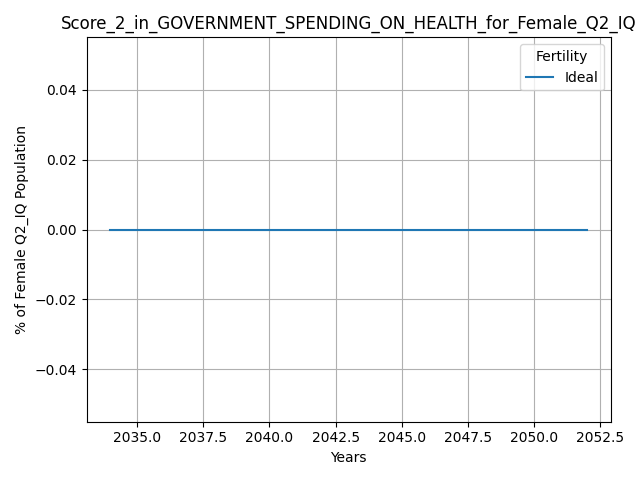 Score_2_in_GOVERNMENT_SPENDING_ON_HEALTH_for_Female_Q2_IQ
Fertility
Ideal
% of Female Q2_IQ Population
0.04
0.02
0.00
−0.02
−0.04
2035.0 2037.5 2040.0 2042.5 2045.0 2047.5 2050.0 2052.5
Years